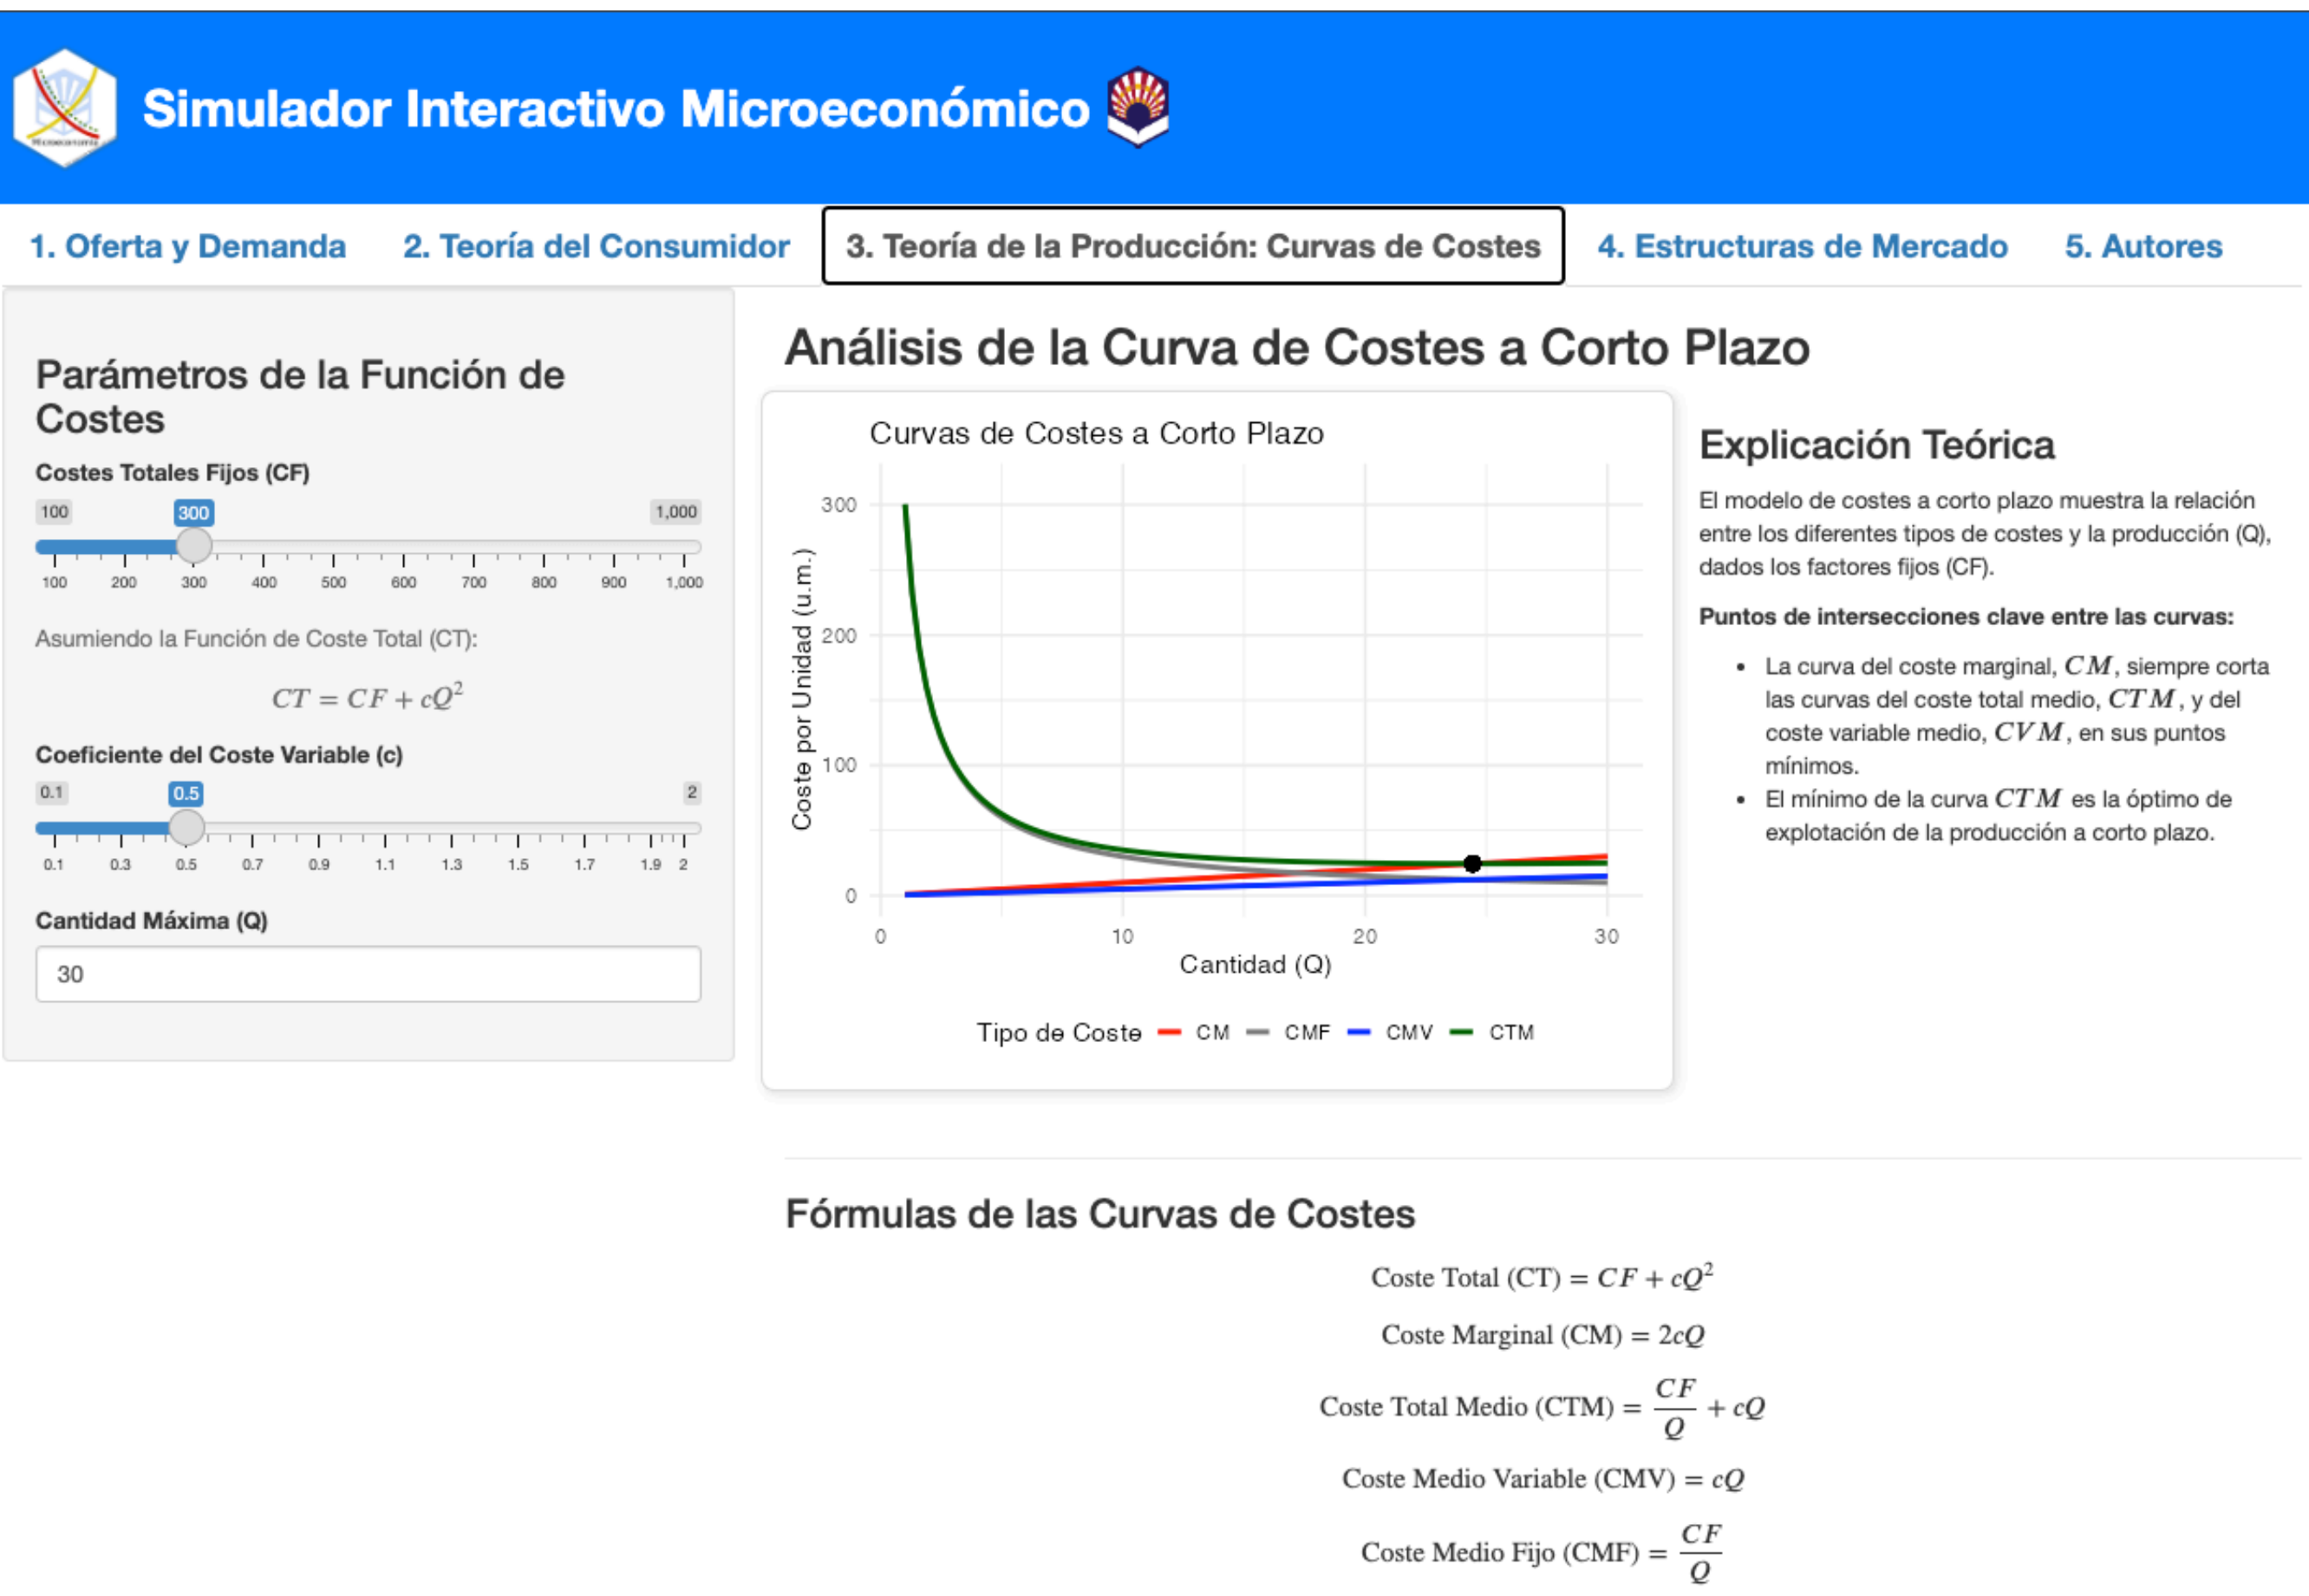 Simulador Interactivo Microeconómico
1. Oferta y Demanda
2. Teoría del Consumidor
3. Teoría de la Producción: Curvas de Costes
4. Estructuras de Mercado
5. Autores
Parámetros de la Función de
Costes
Costes Totales Fijos (CF)
100
300
1,000
100 200 300 400 500 600 700 800 900 1,000
Asumiendo la Función de Coste Total (CT):
CT = CF + cQ²
Coeficiente del Coste Variable (c)
0.1
0.5
2
0.1 0.3 0.5 0.7 0.9 1.1 1.3 1.5 1.7 1.9 2
Cantidad Máxima (Q)
30
Análisis de la Curva de Costes a Corto Plazo
Curvas de Costes a Corto Plazo
Coste por Unidad (u.m.)
300
200
100
0
0 10 20 30
Cantidad (Q)
Tipo de Coste CM CMF CMV CTM
Explicación Teórica
El modelo de costes a corto plazo muestra la relación
entre los diferentes tipos de costes y la producción (Q),
dados los factores fijos (CF).
Puntos de intersecciones clave entre las curvas:
• La curva del coste marginal, CM, siempre corta
las curvas del coste total medio, CTM, y del
coste variable medio, CVM, en sus puntos
mínimos.
• El mínimo de la curva CTM es la óptimo de
explotación de la producción a corto plazo.
Fórmulas de las Curvas de Costes
Coste Total (CT) = CF + cQ²
Coste Marginal (CM) = 2cQ
Coste Total Medio (CTM) = CF/Q + cQ
Coste Medio Variable (CMV) = cQ
Coste Medio Fijo (CMF) = CF/Q